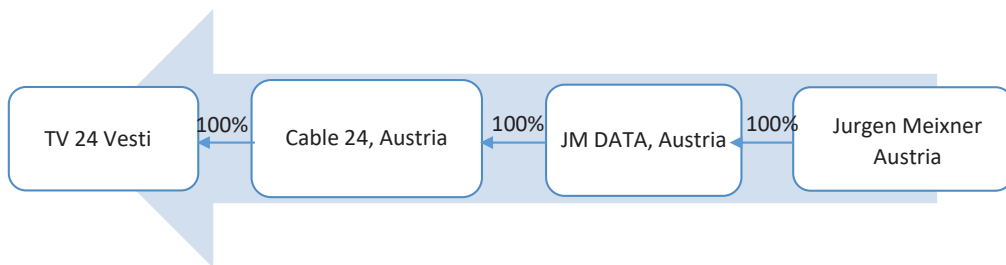 TV 24 Vesti
100%
Cable 24, Austria
100%
JM DATA, Austria
100%
Jurgen Meixner
Austria